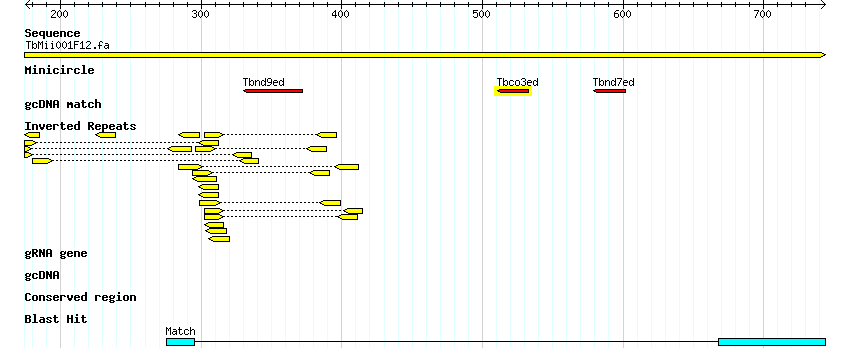 200 300 400 500 600 700
Sequence
TbMii001F12.fa
Minicircle
Tbnd9ed Tbco3ed Tbnd7ed
gcDNA match
Inverted Repeats
gRNA gene
gcDNA
Conserved region
Blast Hit
Match